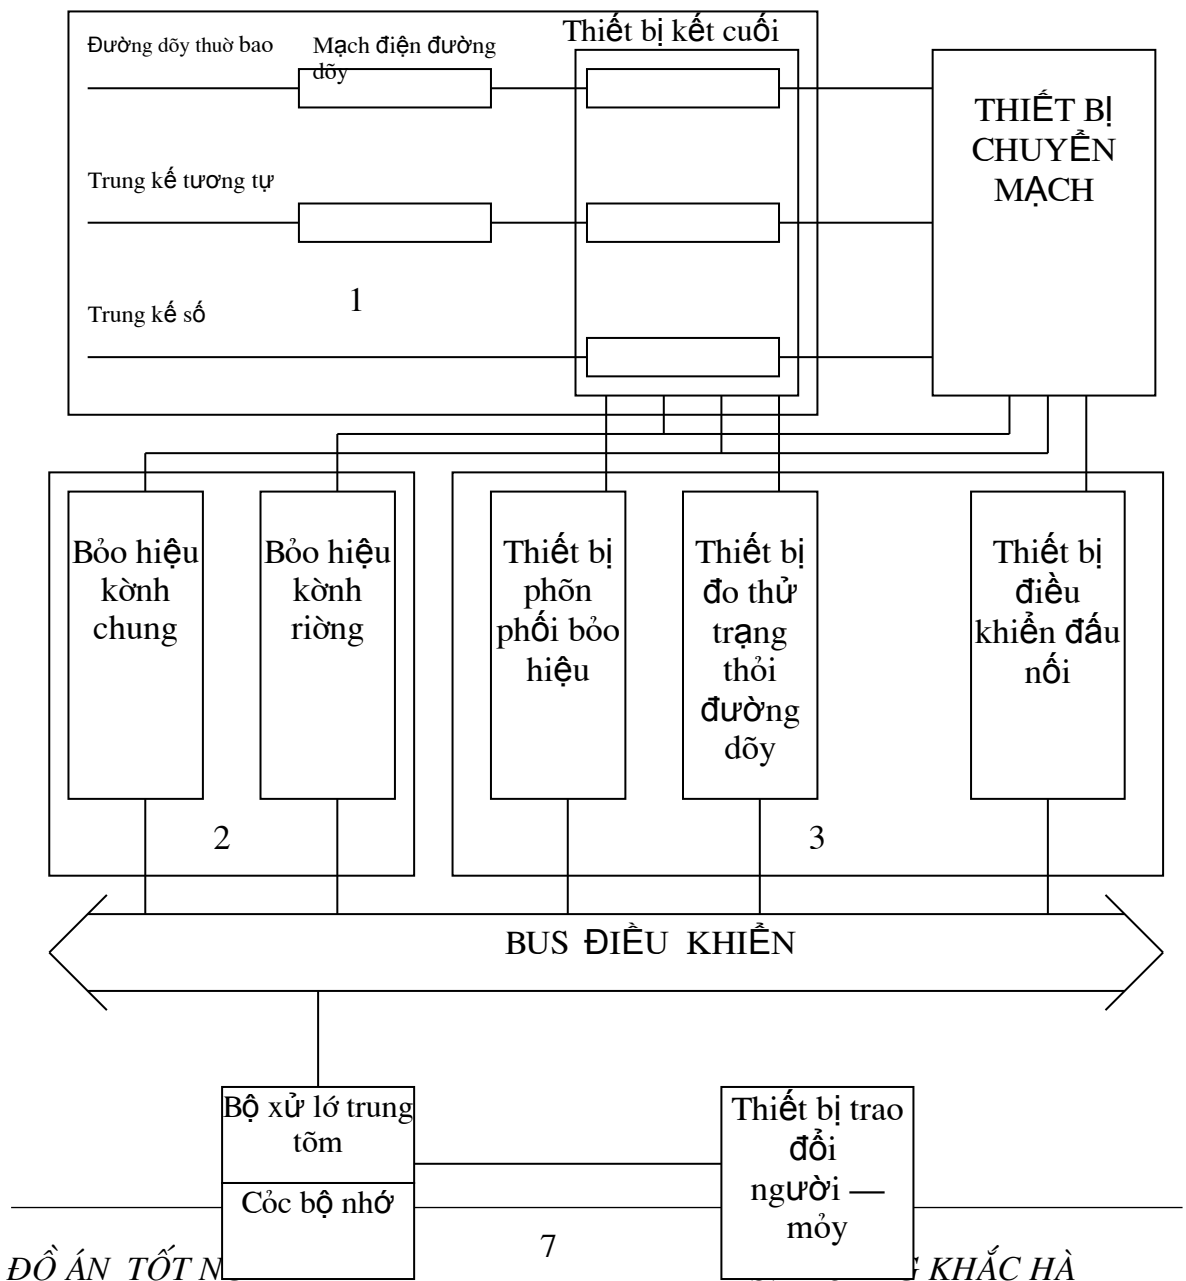 Thiết bị kết cuối
Đường dõy thuờ bao
Mạch điện đường
dõy
THIẾT BỊ
CHUYỂN
MẠCH
Trung kế tương tự
1
Trung kế số
Bỏo hiệu
kờnh
chung
Bỏo hiệu
kờnh
riờng
Thiết bị
phõn
phối bỏo
hiệu
Thiết bị
đo thử
trạng
thỏi
đường
dõy
Thiết bị
điều
khiển đấu
nối
2
3
BUS ĐIỀU KHIỂN
Bộ xử lớ trung
tõm
Cỏc bộ nhớ
Thiết bị trao
đổi
người —
mỏy
7
ĐỒ ÁN TỐT KHẮC HÀ